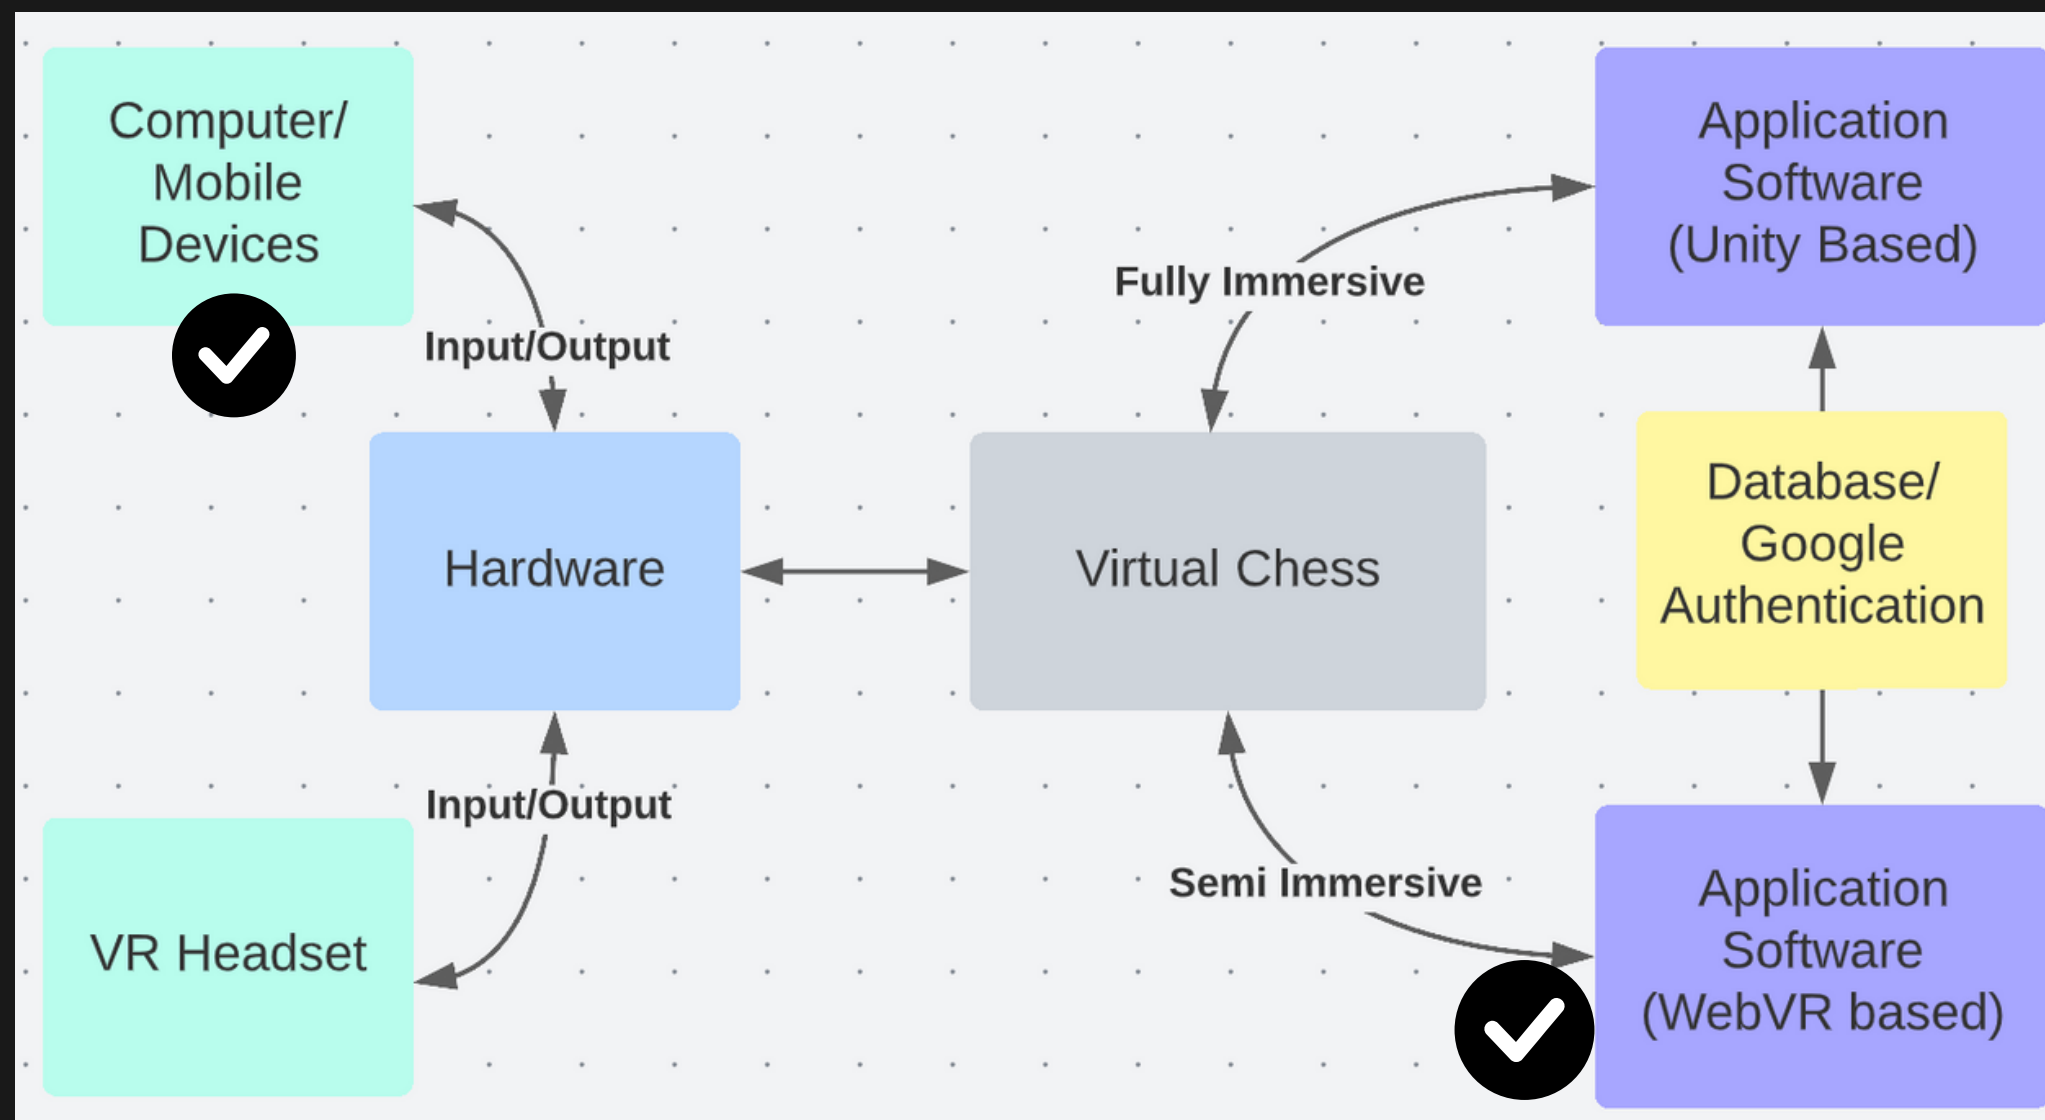 Computer/
Mobile
Devices
Input/Output
Hardware
Input/Output
VR Headset
Virtual Chess
Fully Immersive
Semi Immersive
Application
Software
(Unity Based)
Database/
Google
Authentication
Application
Software
(WebVR based)